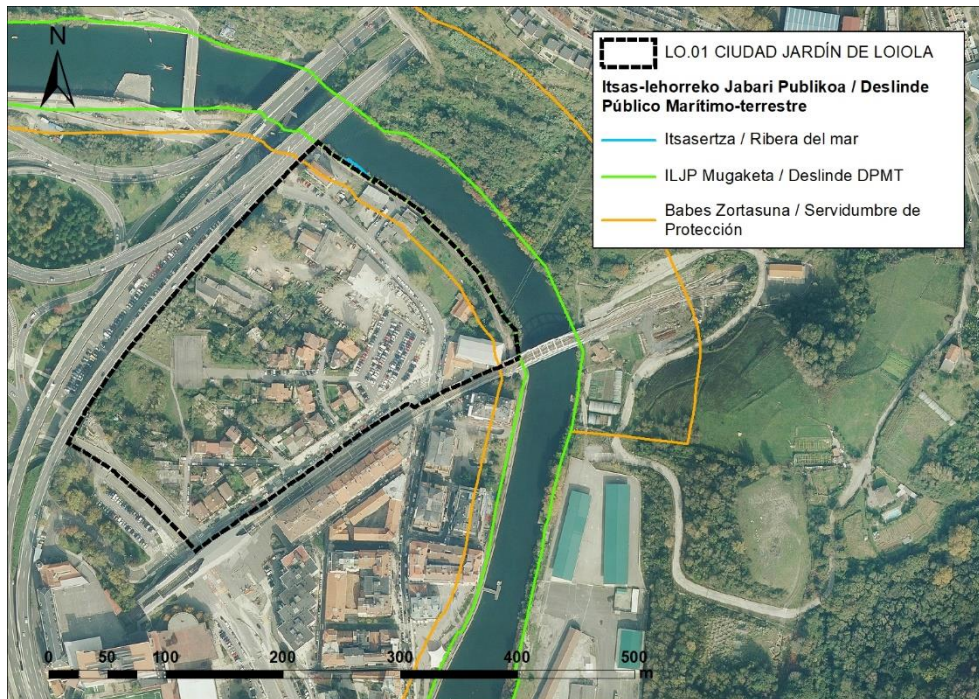 N
LO.01 CIUDAD JARDÍN DE LOIOLA
Itsas-lehorreko Jabari Publikoa / Deslinde
Público Marítimo-terrestre
Itsasertza / Ribera del mar
ILJP Mugaketa / Deslinde DPMT
Babes Zortasuna / Servidumbre de
Protección
0 50 100 200 300 400 500
m